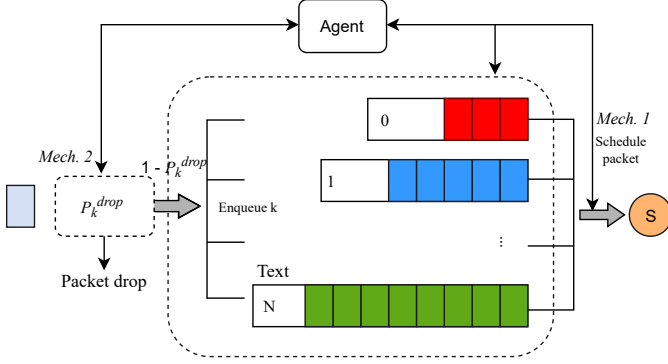 Agent
0
Mech. 1
Schedule
packet
Mech. 2
1 - P_k^drop
1
P_k^drop
Enqueue k
S
...
Packet drop
Text
N